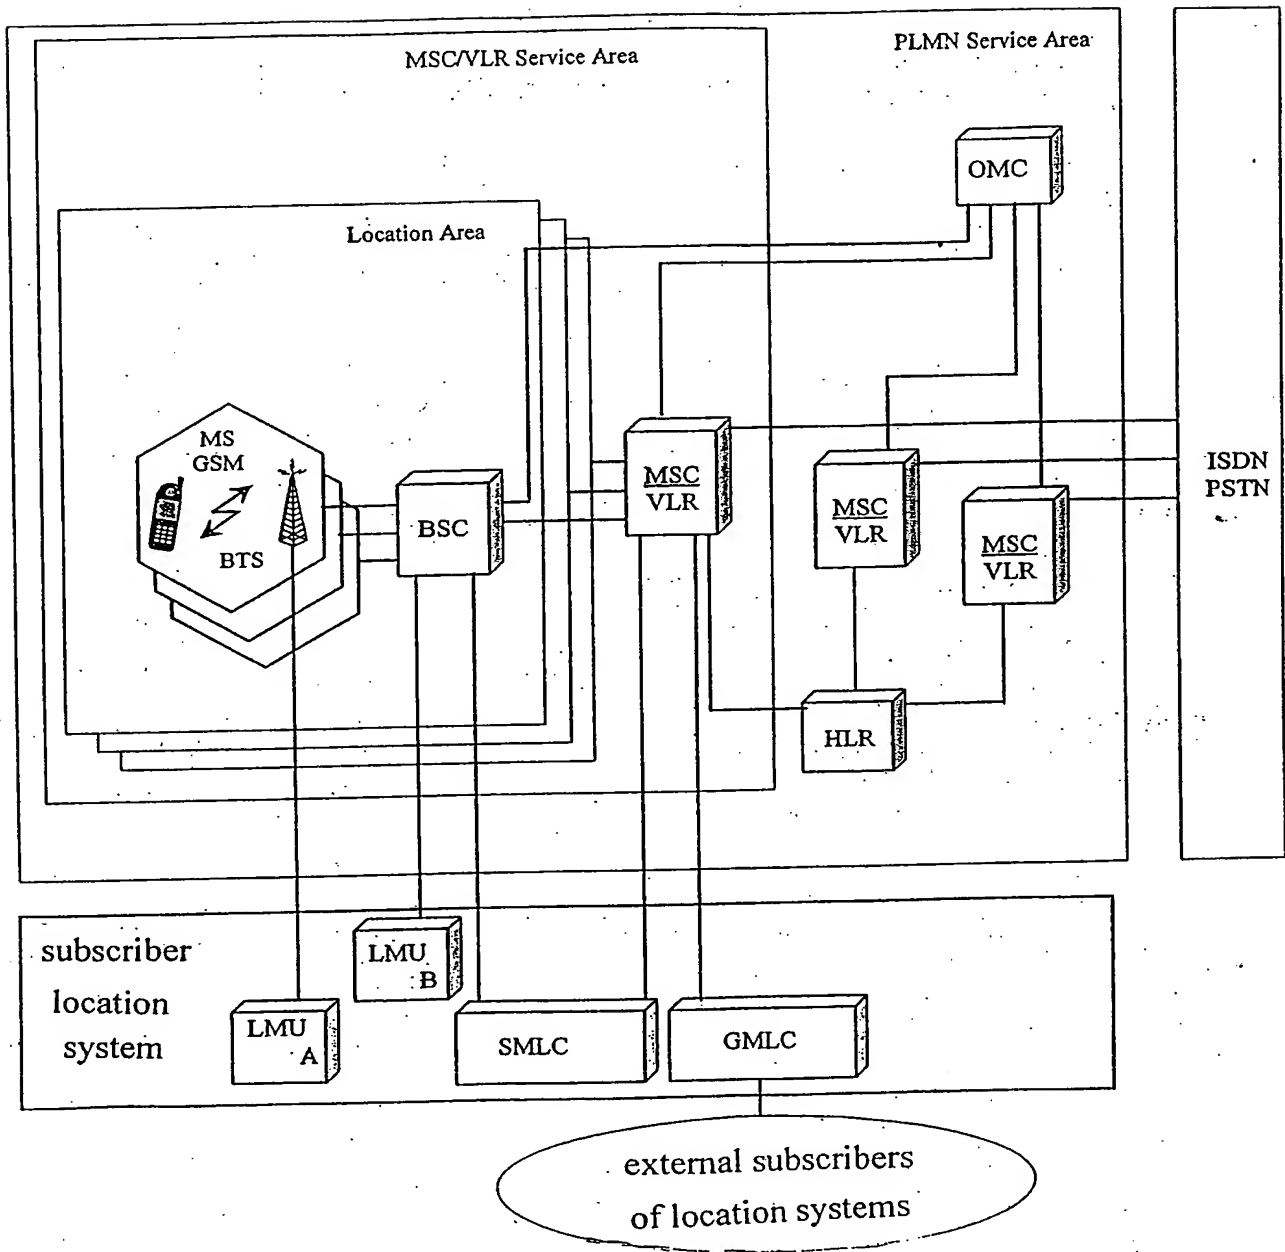 MSC/VLR Service Area
PLMN Service Area
OMC
Location Area
MS
GSM
BTS
BSC
MSC
VLR
MSC
VLR
MSC
VLR
ISDN
PSTN
HLR
subscriber
location
system
LMU
B
LMU
A
SMLC
GMLC
external subscribers
of location systems